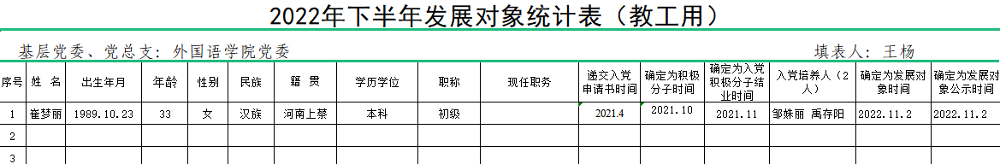 2022年下半年发展对象统计表（教工用）
基层党委、党总支：外国语学院党委 填表人：王杨
序号 姓 名 出生年月 年龄 性别 民族 籍 贯 学历学位 职称 现任职务 递交入党申请书时间 确定为积极分子时间 确定为入党积极分子结业时间 入党培养人（2人） 确定为发展对象时间 确定为发展对象公示时间
1 崔梦丽 1989.10.23 33 女 汉族 河南上蔡 本科 初级 2021.4 2021.10 2021.11 邹姝丽 禹存阳 2022.11.2 2022.11.2
2
3